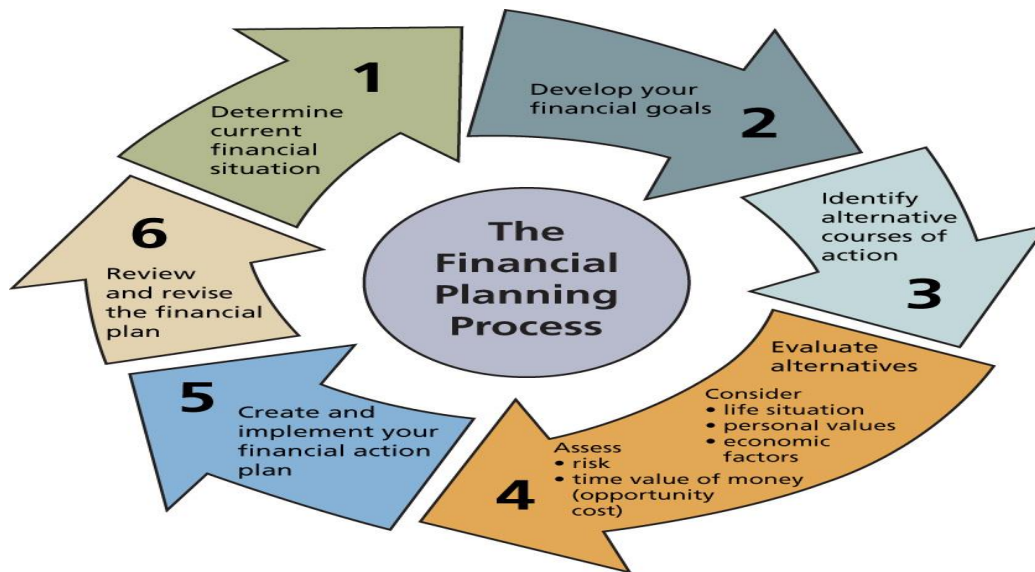 The
Financial
Planning
Process
1
Determine
current
financial
situation
Develop your
financial goals
2
Identify
alternative
courses of
action
3
Evaluate
alternatives
Consider
• life situation
• personal values
• economic
factors
Assess
• risk
• time value of money
(opportunity
cost)
4
5
Create and
implement your
financial action
plan
6
Review
and revise
the financial
plan